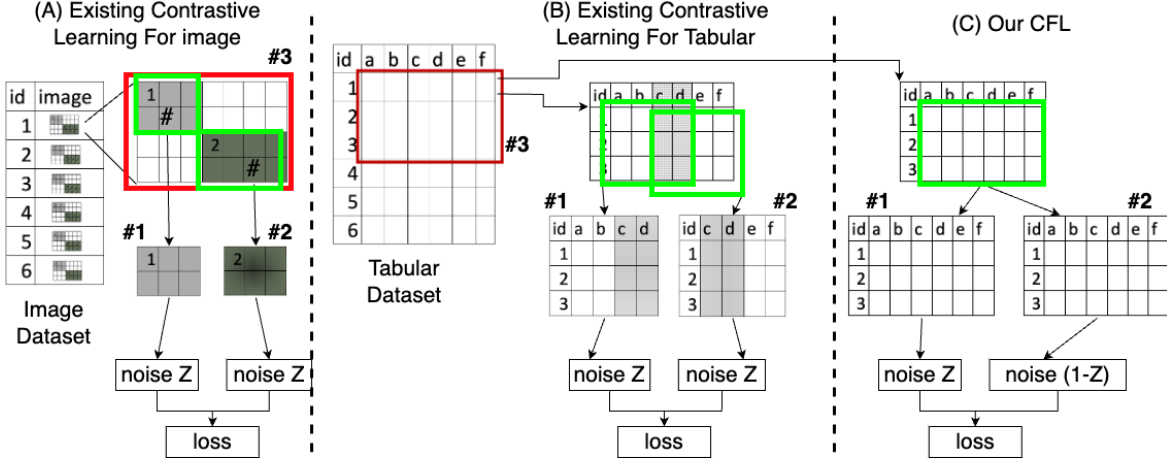 (A) Existing Contrastive
Learning For image
#3
id image
1
2
3
4
5
6
Image
Dataset
1
#
2
#
#1
1
#2
2
noise Z
noise Z
loss
id a b c d e f
1
2
3
4
5
6
#3
Tabular
Dataset
(B) Existing Contrastive
Learning For Tabular
id a b c d e f
1
2
3
#1
id a b c d
1
2
3
#2
id c d e f
1
2
3
noise Z
noise Z
loss
(C) Our CFL
id a b c d e f
1
2
3
#1
id a b c d e f
1
2
3
#2
id a b c d e f
1
2
3
noise Z
noise (1-Z)
loss